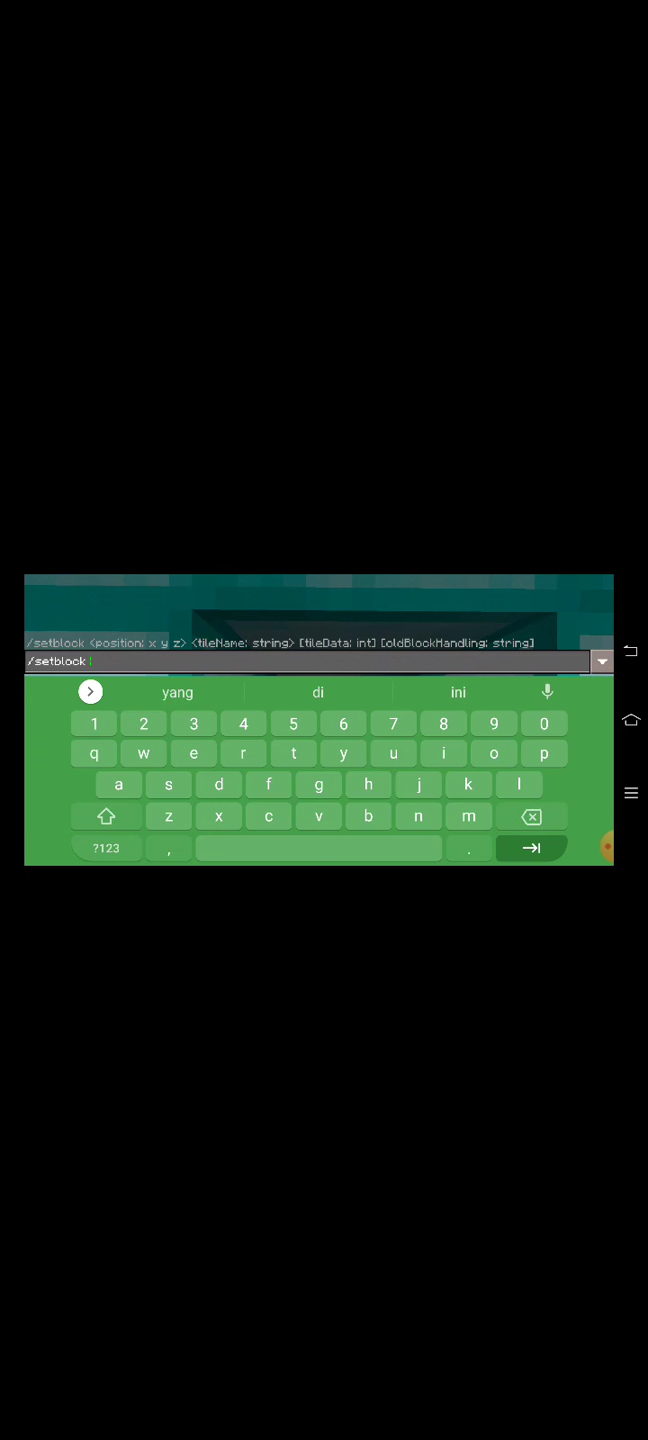 /setblock <position: x y z> <tileName: string> [tileData: int] [oldBlockHandling: string]
/setblock
yang di ini
1 2 3 4 5 6 7 8 9 0
q w e r t y u i o p
a s d f g h j k l
z x c v b n m
?123 , .